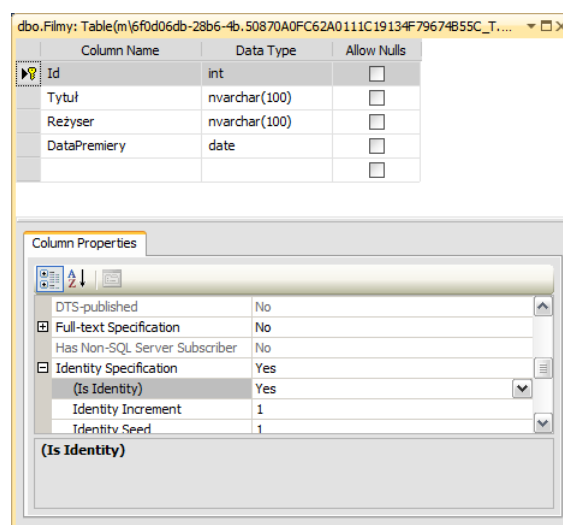 dbo.Filmy: Table(m\6f0d06db-28b6-4b.50870A0FC62A0111C19134F79674B55C_T....
Column Name Data Type Allow Nulls
Id int
Tytuł nvarchar(100)
Reżyser nvarchar(100)
DataPremiery date
Column Properties
DTS-published No
Full-text Specification No
Has Non-SQL Server Subscriber No
Identity Specification Yes
(Is Identity) Yes
Identity Increment 1
Identity Seed 1
(Is Identity)